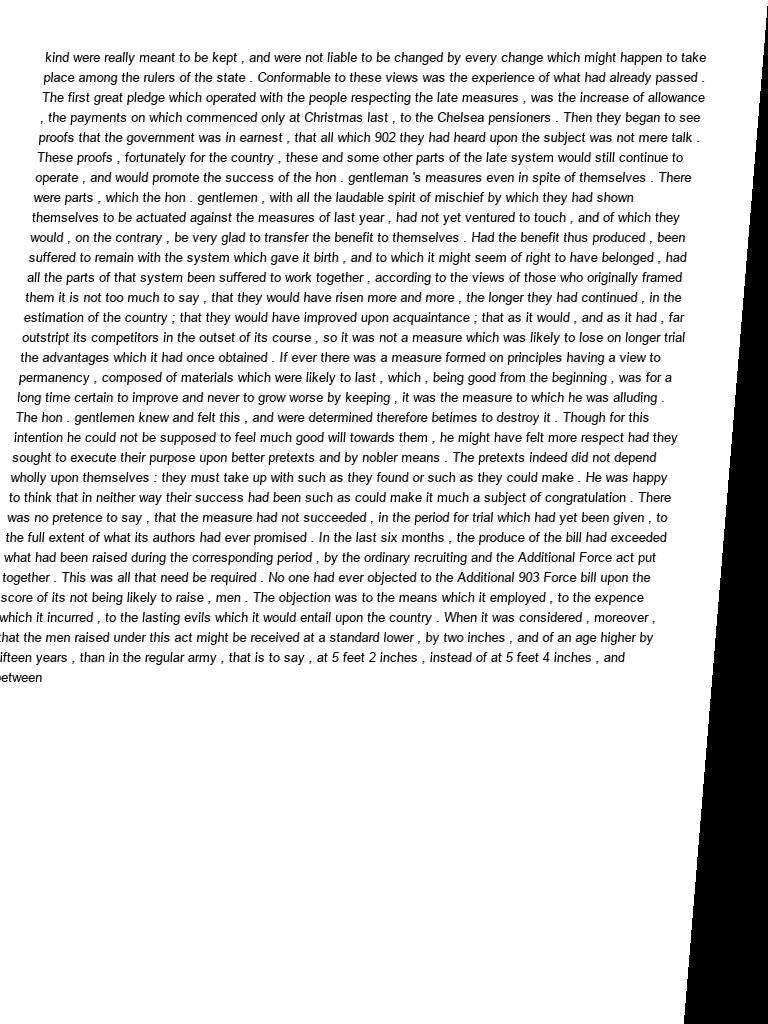 kind were really meant to be kept , and were not liable to be changed by every change which might happen to take
place among the rulers of the state . Conformable to these views was the experience of what had already passed .
The first great pledge which operated with the people respecting the late measures , was the increase of allowance
, the payments on which commenced only at Christmas last , to the Chelsea pensioners . Then they began to see
proofs that the government was in earnest , that all which 902 they had heard upon the subject was not mere talk .
These proofs , fortunately for the country , these and some other parts of the late system would still continue to
operate , and would promote the success of the hon . gentleman 's measures even in spite of themselves . There
were parts , which the hon . gentlemen , with all the laudable spirit of mischief by which they had shown
themselves to be actuated against the measures of last year , had not yet ventured to touch , and of which they
would , on the contrary , be very glad to transfer the benefit to themselves . Had the benefit thus produced , been
suffered to remain with the system which gave it birth , and to which it might seem of right to have belonged , had
all the parts of that system been suffered to work together , according to the views of those who originally framed
them it is not too much to say , that they would have risen more and more , the longer they had continued , in the
estimation of the country ; that they would have improved upon acquaintance ; that as it would , and as it had , far
outstript its competitors in the outset of its course , so it was not a measure which was likely to lose on longer trial
the advantages which it had once obtained . If ever there was a measure formed on principles having a view to
permanency , composed of materials which were likely to last , which , being good from the beginning , was for a
long time certain to improve and never to grow worse by keeping , it was the measure to which he was alluding .
The hon . gentlemen knew and felt this , and were determined therefore betimes to destroy it . Though for this
intention he could not be supposed to feel much good will towards them , he might have felt more respect had they
sought to execute their purpose upon better pretexts and by nobler means . The pretexts indeed did not depend
wholly upon themselves : they must take up with such as they found or such as they could make . He was happy
to think that in neither way their success had been such as could make it much a subject of congratulation . There
was no pretence to say , that the measure had not succeeded , in the period for trial which had yet been given , to
the full extent of what its authors had ever promised . In the last six months , the produce of the bill had exceeded
what had been raised during the corresponding period , by the ordinary recruiting and the Additional Force act put
together . This was all that need be required . No one had ever objected to the Additional 903 Force bill upon the
score of its not being likely to raise , men . The objection was to the means which it employed , to the expence
which it incurred , to the lasting evils which it would entail upon the country . When it was considered , moreover ,
that the men raised under this act might be received at a standard lower , by two inches , and of an age higher by
ifteen years , than in the regular army , that is to say , at 5 feet 2 inches , instead of at 5 feet 4 inches , and
between